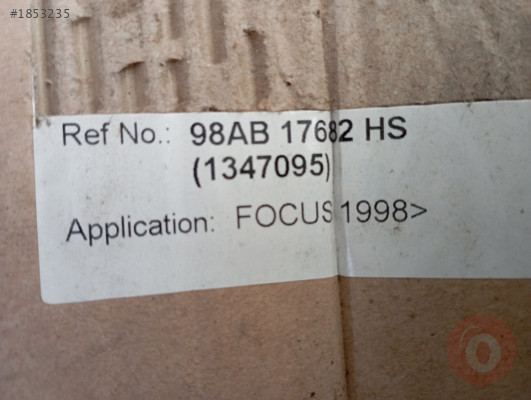 #1853235
Ref No.: 98AB 17682 HS
(1347095)
Application: FOCUS 1998>